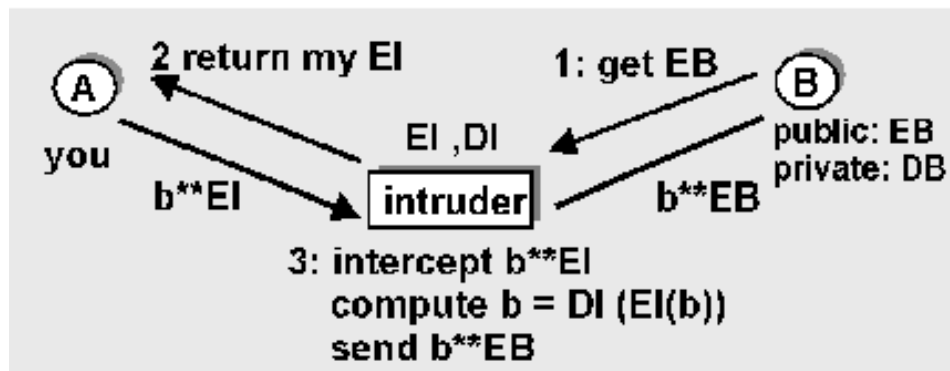 2 return my EI
1: get EB
A
B
EI ,DI
public: EB
you
private: DB
b**EI
intruder
b**EB
3: intercept b**EI
compute b = DI (EI(b))
send b**EB